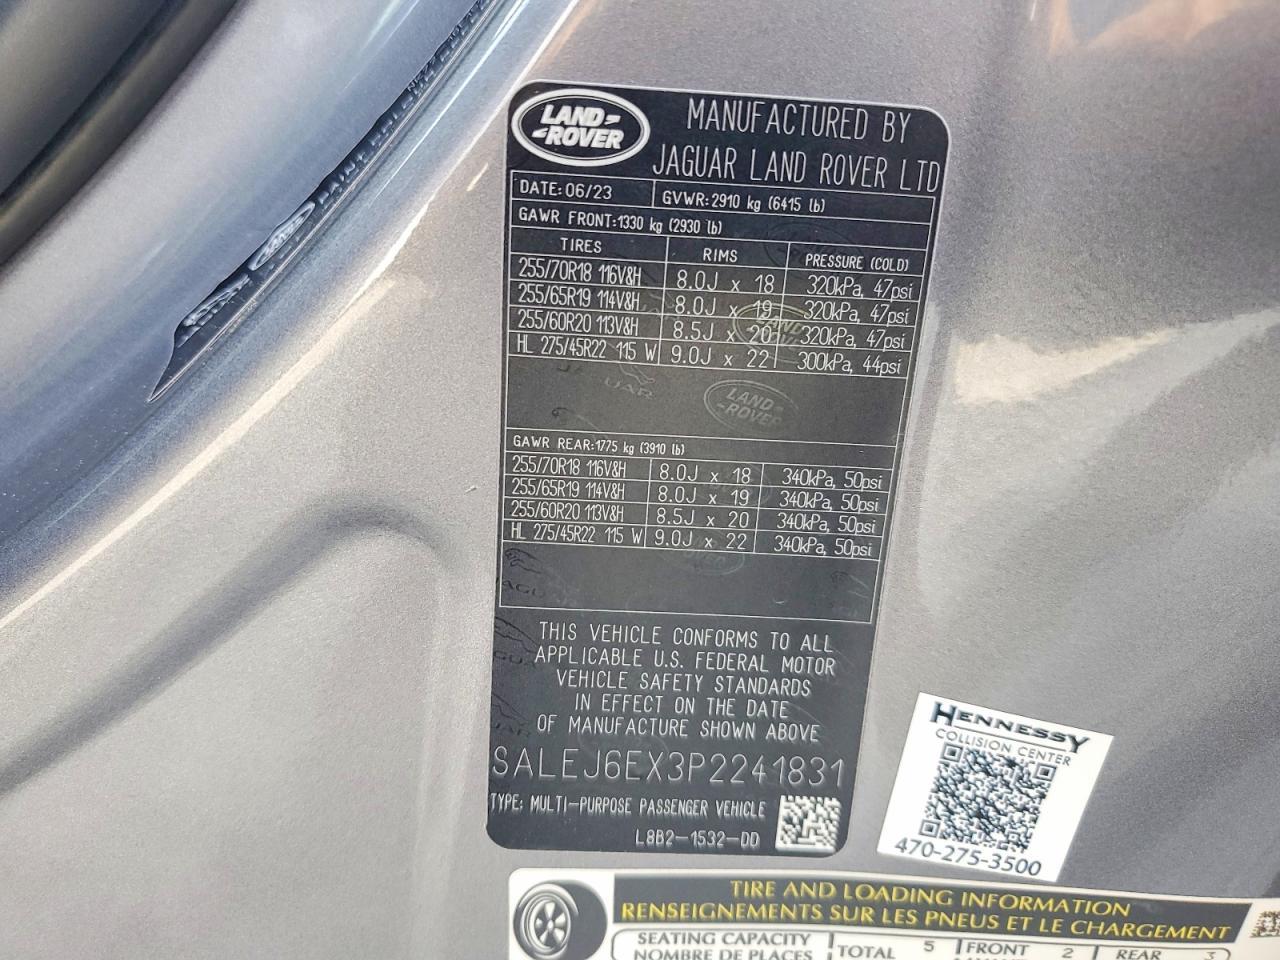 LAND ROVER
MANUFACTURED BY
JAGUAR LAND ROVER LTD
DATE: 06/23 GVWR: 2910 kg (6415 lb)
GAWR FRONT: 1330 kg (2930 lb)
TIRES RIMS PRESSURE (COLD)
255/70R18 116V&H 8.0J x 18 320kPa, 47psi
255/65R19 114V&H 8.0J x 19 320kPa, 47psi
255/60R20 113V&H 8.5J x 20 320kPa, 47psi
HL 275/45R22 115 W 9.0J x 22 300kPa, 44psi
LAND ROVER
GAWR REAR: 1775 kg (3910 lb)
255/70R18 116V&H 8.0J x 18 340kPa, 50psi
255/65R19 114V&H 8.0J x 19 340kPa, 50psi
255/60R20 113V&H 8.5J x 20 340kPa, 50psi
HL 275/45R22 115 W 9.0J x 22 340kPa, 50psi
THIS VEHICLE CONFORMS TO ALL
APPLICABLE U.S. FEDERAL MOTOR
VEHICLE SAFETY STANDARDS
IN EFFECT ON THE DATE
OF MANUFACTURE SHOWN ABOVE
SALEJ6EX3P2241831
TYPE: MULTI-PURPOSE PASSENGER VEHICLE
L8B2-1532-DD
HENNESSY
COLLISION CENTER
470-275-3500
TIRE AND LOADING INFORMATION
RENSEIGNEMENTS SUR LES PNEUS ET LE CHARGEMENT
SEATING CAPACITY TOTAL 5 FRONT 2 REAR 3
NOMBRE DE PLACES